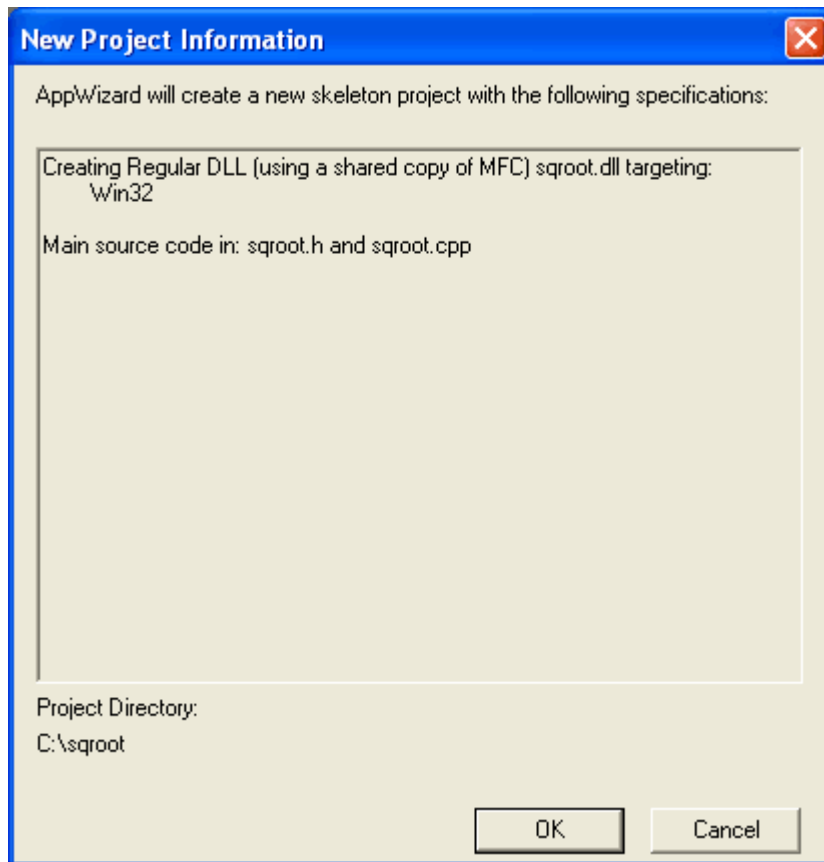 New Project Information
AppWizard will create a new skeleton project with the following specifications:
Creating Regular DLL (using a shared copy of MFC) sqroot.dll targeting:
Win32
Main source code in: sqroot.h and sqroot.cpp
Project Directory:
C:\sqroot
OK
Cancel